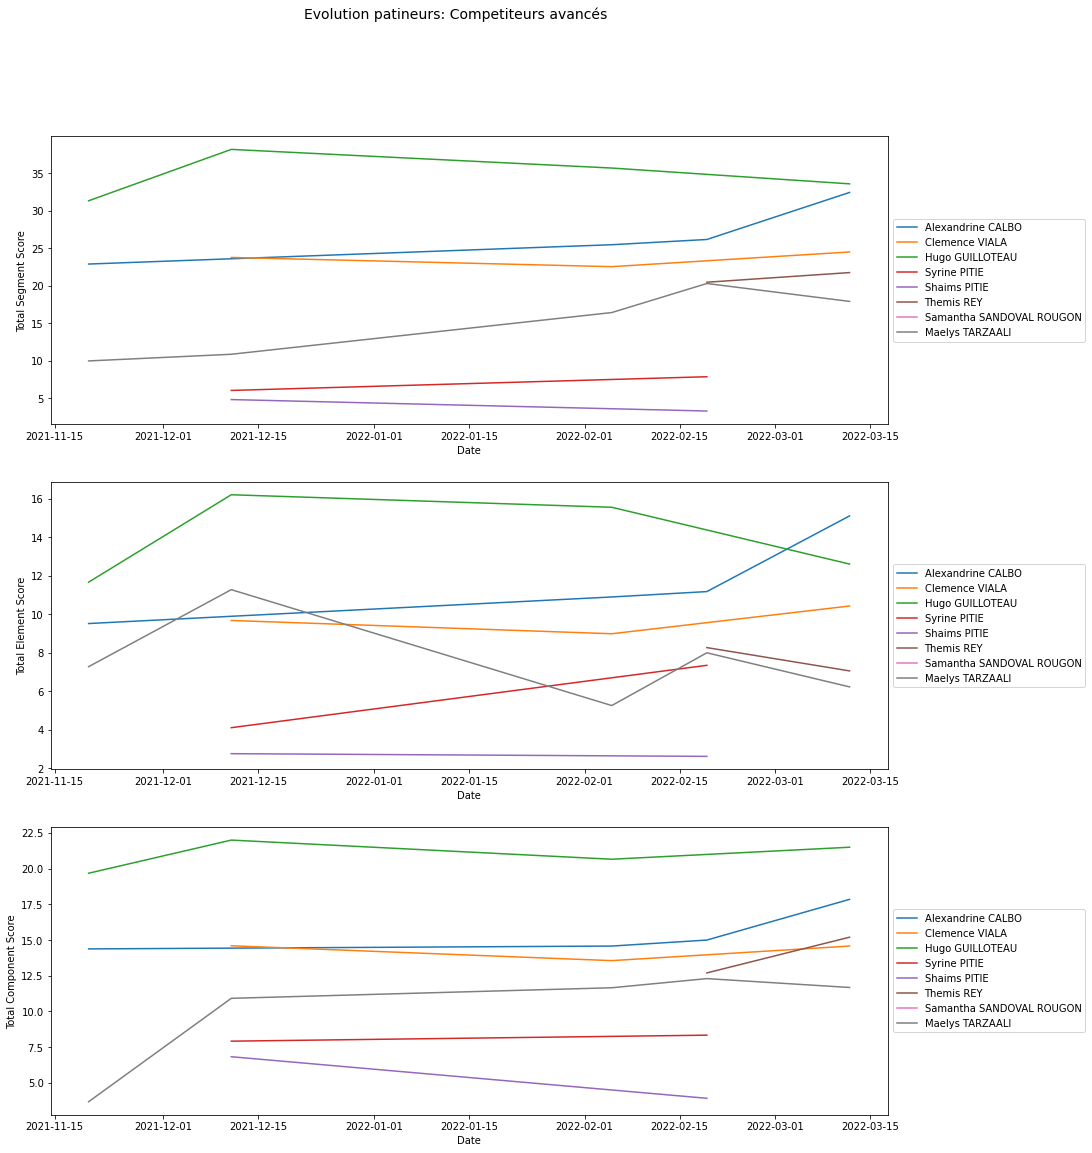 Evolution patineurs: Competiteurs avancés
Total Segment Score
35
30
25
20
15
10
5
2021-11-15 2021-12-01 2021-12-15 2022-01-01 2022-01-15 2022-02-01 2022-02-15 2022-03-01 2022-03-15
Date
Alexandrine CALBO
Clemence VIALA
Hugo GUILLOTEAU
Syrine PITIE
Shaims PITIE
Themis REY
Samantha SANDOVAL ROUGON
Maelys TARZAALI
Total Element Score
16
14
12
10
8
6
4
2
2021-11-15 2021-12-01 2021-12-15 2022-01-01 2022-01-15 2022-02-01 2022-02-15 2022-03-01 2022-03-15
Date
Alexandrine CALBO
Clemence VIALA
Hugo GUILLOTEAU
Syrine PITIE
Shaims PITIE
Themis REY
Samantha SANDOVAL ROUGON
Maelys TARZAALI
Total Component Score
22.5
20.0
17.5
15.0
12.5
10.0
7.5
5.0
2021-11-15 2021-12-01 2021-12-15 2022-01-01 2022-01-15 2022-02-01 2022-02-15 2022-03-01 2022-03-15
Date
Alexandrine CALBO
Clemence VIALA
Hugo GUILLOTEAU
Syrine PITIE
Shaims PITIE
Themis REY
Samantha SANDOVAL ROUGON
Maelys TARZAALI